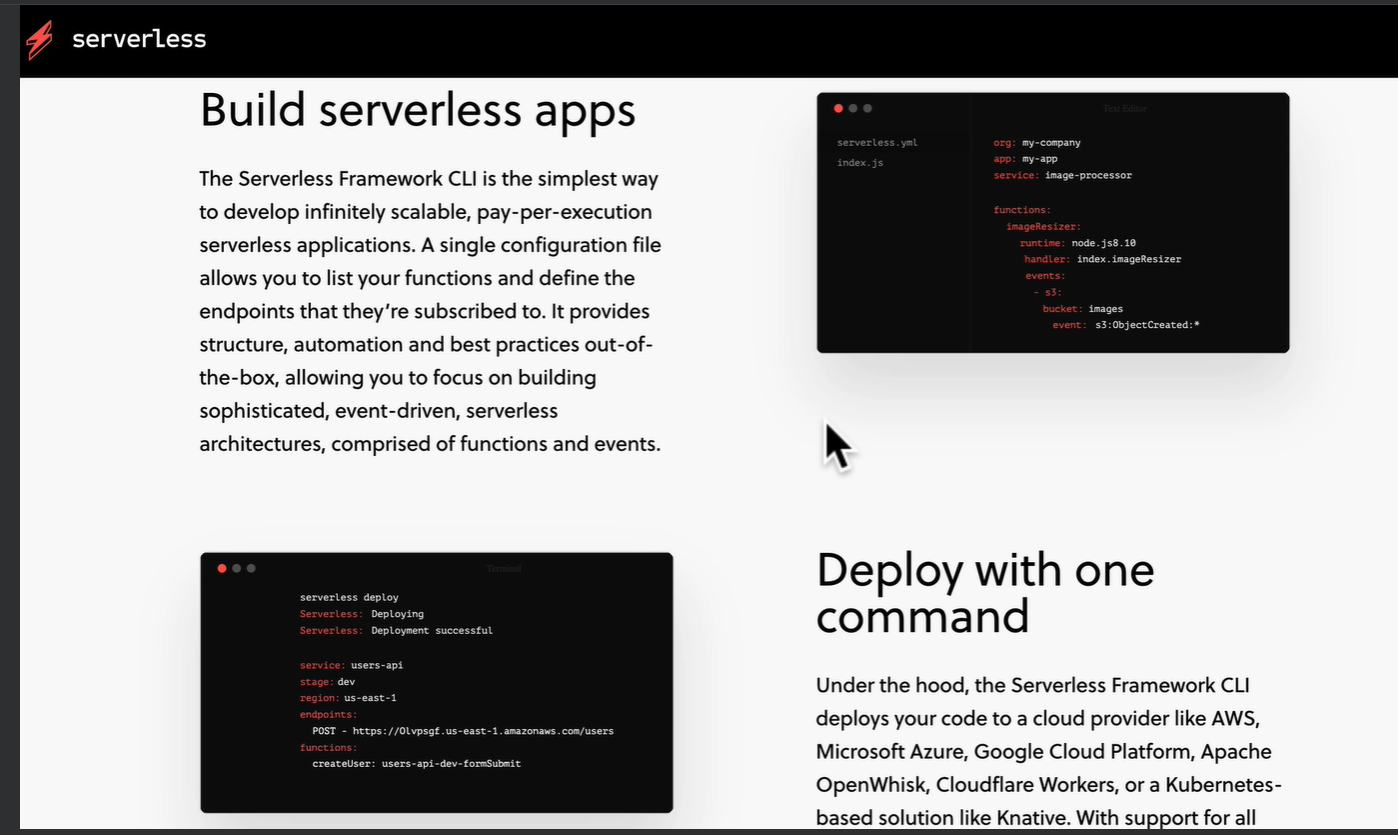 serverless
Build serverless apps
The Serverless Framework CLI is the simplest way
to develop infinitely scalable, pay-per-execution
serverless applications. A single configuration file
allows you to list your functions and define the
endpoints that they're subscribed to. It provides
structure, automation and best practices out-of-
the-box, allowing you to focus on building
sophisticated, event-driven, serverless
architectures, comprised of functions and events.
Text Editor
serverless.yml
index.js
org: my-company
app: my-app
service: image-processor
functions:
imageResizer:
runtime: node.js8.10
handler: index.imageResizer
events:
- s3:
bucket: images
event: s3:ObjectCreated:*
Terminal
serverless deploy
Serverless: Deploying
Serverless: Deployment successful
service: users-api
stage: dev
region: us-east-1
endpoints:
POST - https://Olvpsgf.us-east-1.amazonaws.com/users
functions:
createUser: users-api-dev-formSubmit
Deploy with one
command
Under the hood, the Serverless Framework CLI
deploys your code to a cloud provider like AWS,
Microsoft Azure, Google Cloud Platform, Apache
OpenWhisk, Cloudflare Workers, or a Kubernetes-
based solution like Knative. With support for all